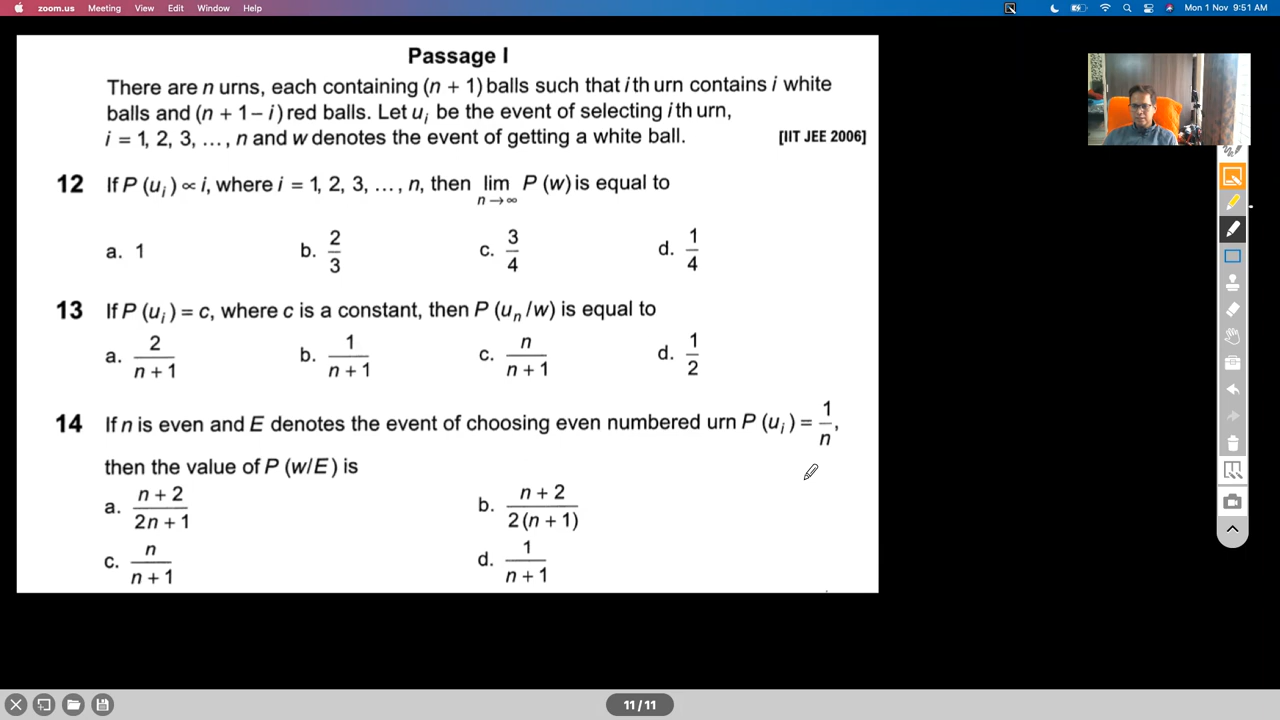 zoom.us Meeting View Edit Window Help Mon 1 Nov 9:51 AM
Passage I
There are n urns, each containing (n + 1) balls such that ith urn contains i white
balls and (n + 1 – i) red balls. Let uᵢ be the event of selecting ith urn,
i = 1, 2, 3, ..., n and w denotes the event of getting a white ball. [IIT JEE 2006]
12 If P (uᵢ) ∝ i, where i = 1, 2, 3, ..., n, then lim n→∞ P (w) is equal to
a. 1 b. 2/3 c. 3/4 d. 1/4
13 If P (uᵢ) = c, where c is a constant, then P (uₙ/w) is equal to
a. 2/(n + 1) b. 1/(n + 1) c. n/(n + 1) d. 1/2
14 If n is even and E denotes the event of choosing even numbered urn P (uᵢ) = 1/n,
then the value of P (w/E) is
a. (n + 2)/(2n + 1) b. (n + 2)/(2(n + 1))
c. n/(n + 1) d. 1/(n + 1)
11/11